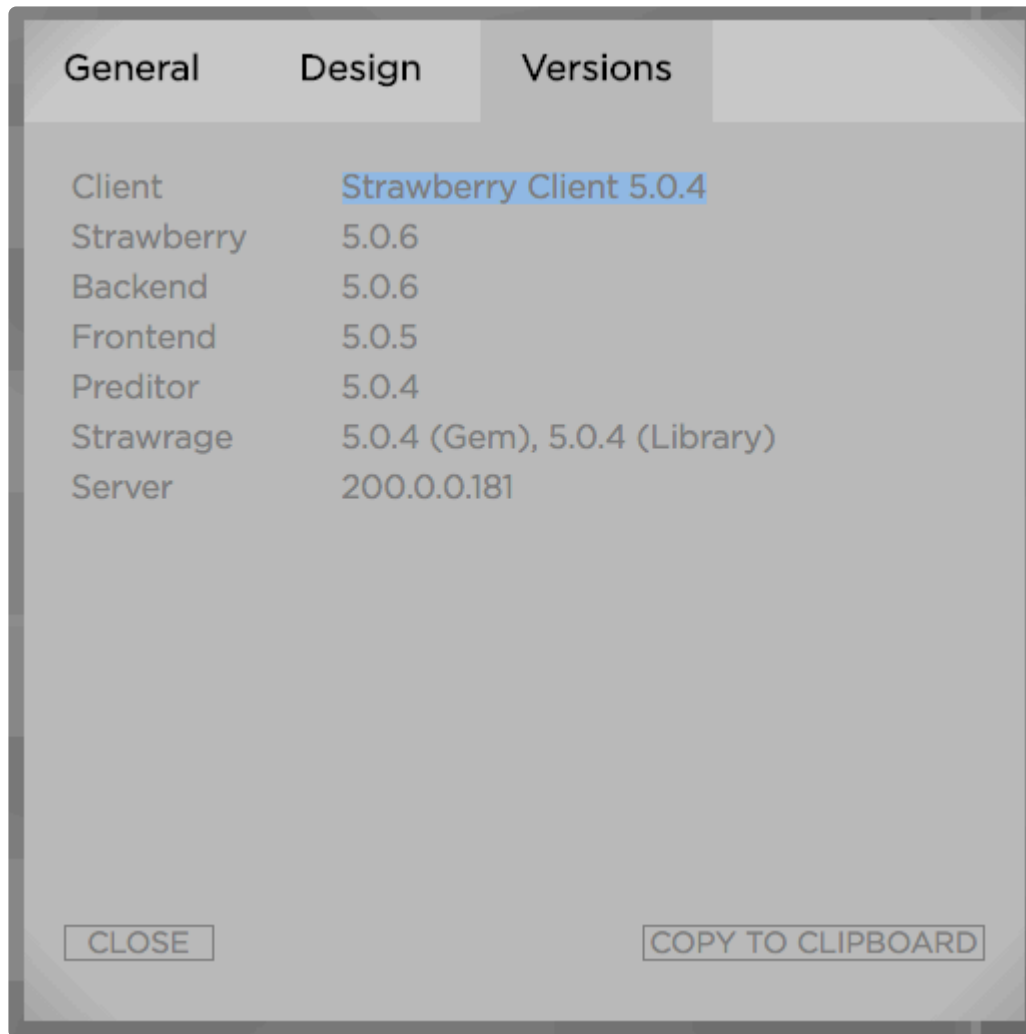 General Design Versions
Client Strawberry Client 5.0.4
Strawberry 5.0.6
Backend 5.0.6
Frontend 5.0.5
Preditor 5.0.4
Strawrage 5.0.4 (Gem), 5.0.4 (Library)
Server 200.0.0.181
CLOSE COPY TO CLIPBOARD